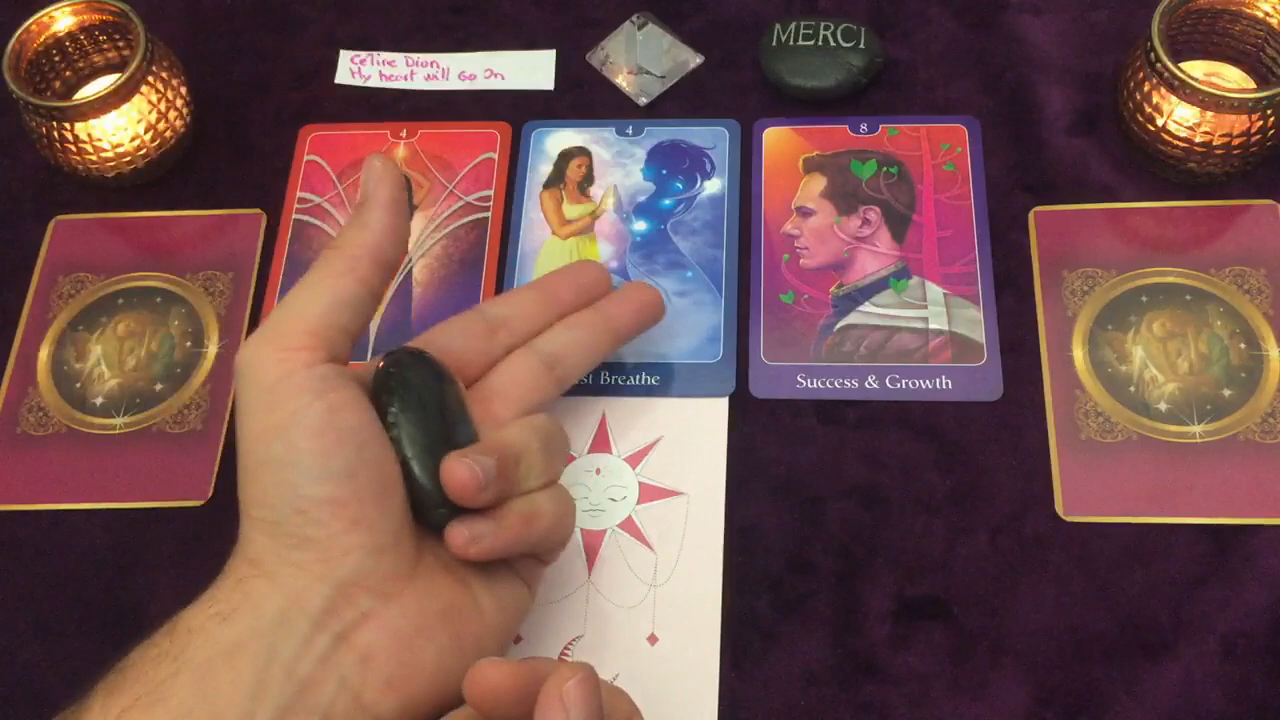 Céline Dion
My heart will Go On
MERCI
4
4
8
Breathe
Success & Growth